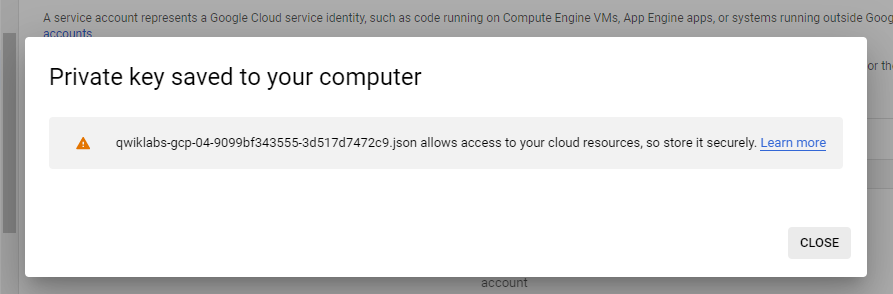 A service account represents a Google Cloud service identity, such as code running on Compute Engine VMs, App Engine apps, or systems running outside Goog
accounts
Private key saved to your computer
or th
qwiklabs-gcp-04-9099bf343555-3d517d7472c9.json allows access to your cloud resources, so store it securely. Learn more
CLOSE
account